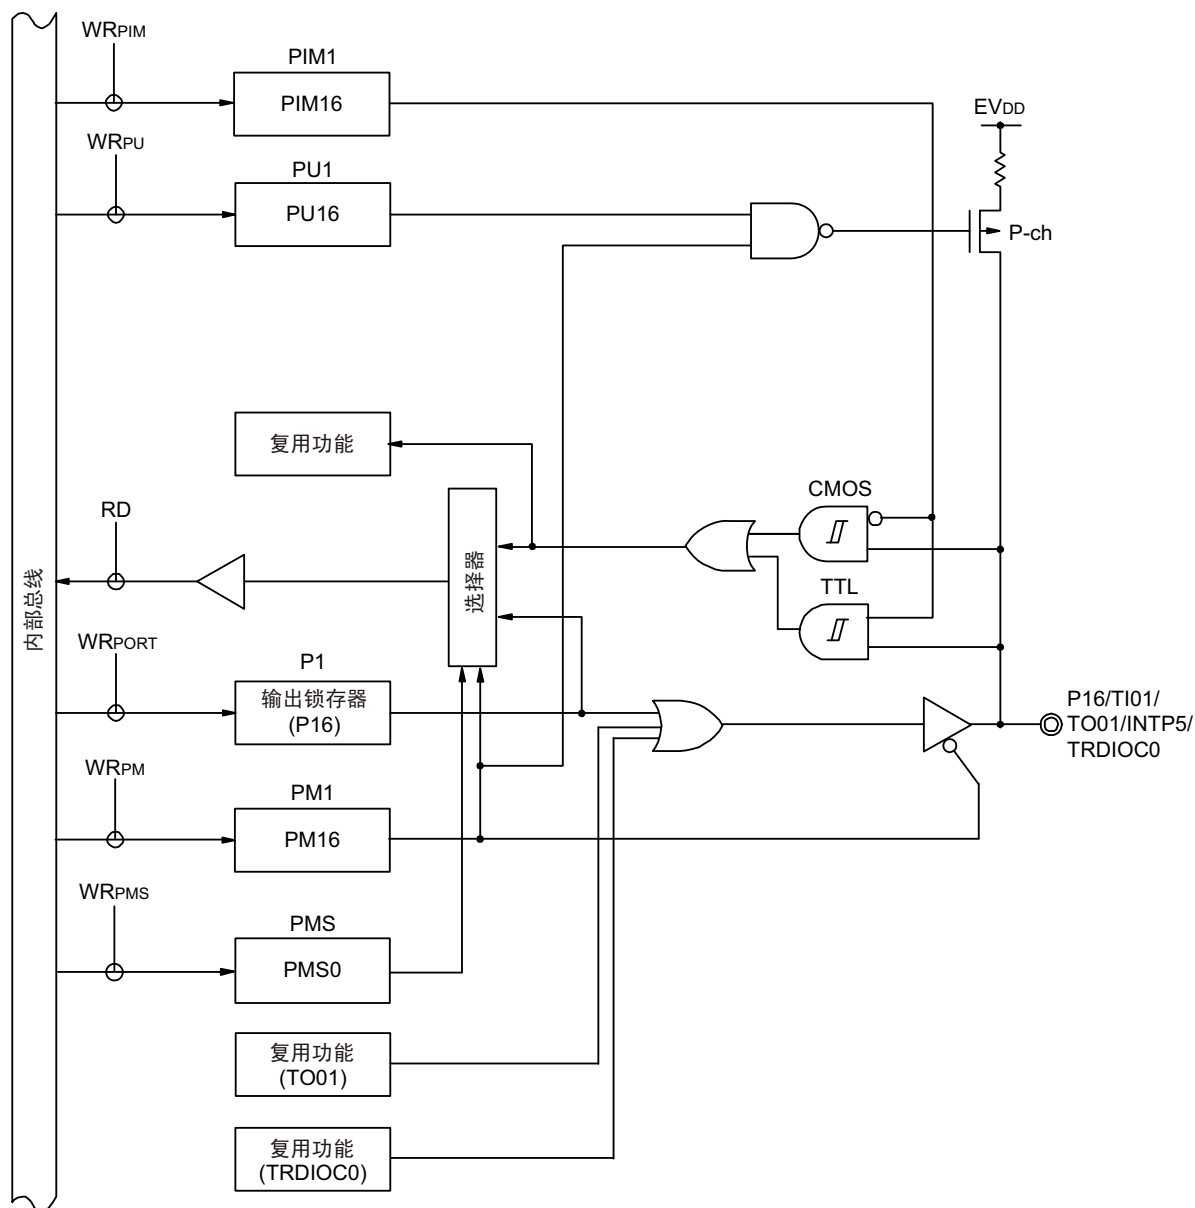 WRPIM
PIM1
PIM16
EVDD
WRPU
PU1
PU16
P-ch
复用功能
CMOS
RD
选择器
TTL
内部总线
WRPORT
P1
输出锁存器
(P16)
P16/TI01/
TO01/INTP5/
TRDIOC0
WRPM
PM1
PM16
WRPMS
PMS
PMS0
复用功能
(TO01)
复用功能
(TRDIOC0)